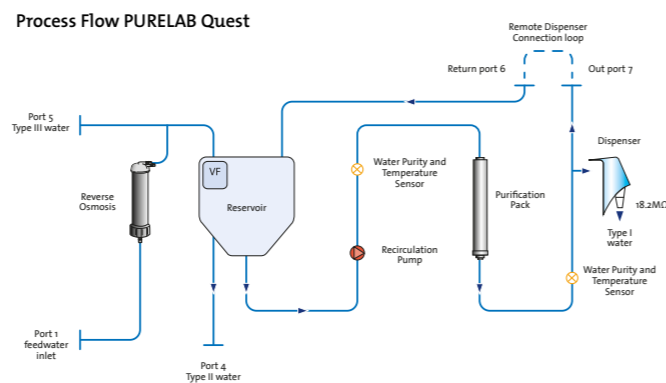 Process Flow PURELAB Quest
Remote Dispenser
Connection loop
Return port 6
Out port 7
Port 5
Type III water
Dispenser
VF
Reservoir
Water Purity and
Temperature
Sensor
Purification
Pack
Reverse
Osmosis
18.2MΩ
Type I
water
Recirculation
Pump
Water Purity and
Temperature
Sensor
Port 1
feedwater
inlet
Port 4
Type II water